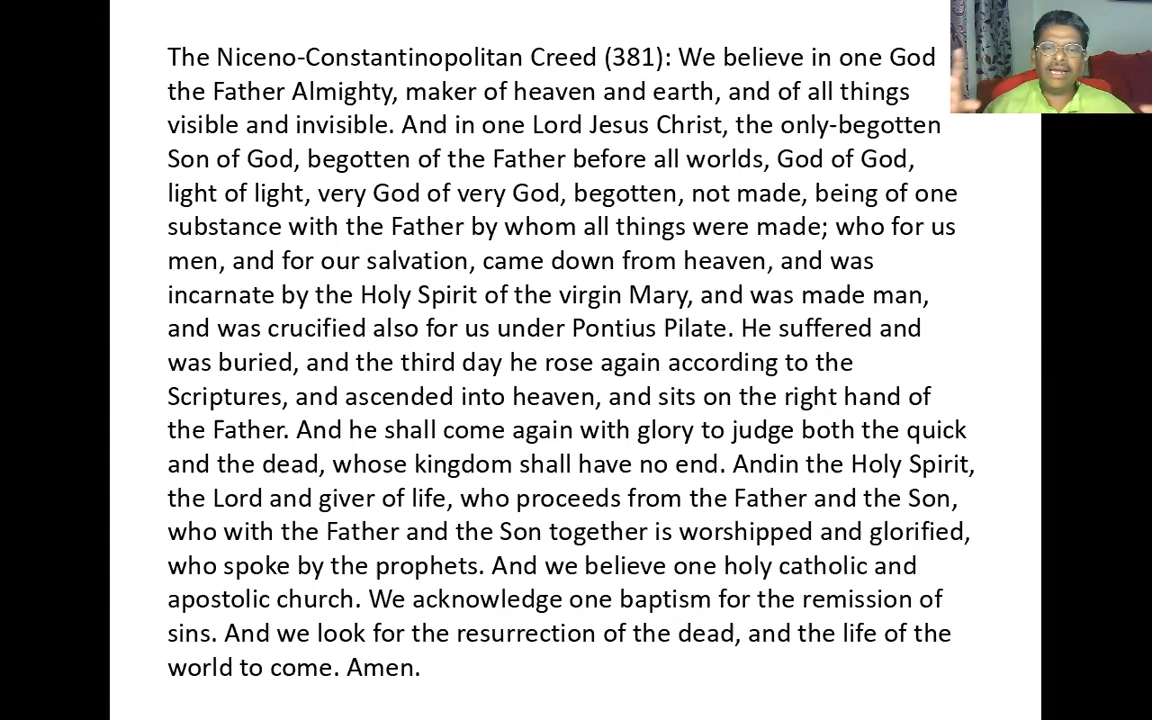 The Niceno-Constantinopolitan Creed (381): We believe in one God
the Father Almighty, maker of heaven and earth, and of all things
visible and invisible. And in one Lord Jesus Christ, the only-begotten
Son of God, begotten of the Father before all worlds, God of God,
light of light, very God of very God, begotten, not made, being of one
substance with the Father by whom all things were made; who for us
men, and for our salvation, came down from heaven, and was
incarnate by the Holy Spirit of the virgin Mary, and was made man,
and was crucified also for us under Pontius Pilate. He suffered and
was buried, and the third day he rose again according to the
Scriptures, and ascended into heaven, and sits on the right hand of
the Father. And he shall come again with glory to judge both the quick
and the dead, whose kingdom shall have no end. Andin the Holy Spirit,
the Lord and giver of life, who proceeds from the Father and the Son,
who with the Father and the Son together is worshipped and glorified,
who spoke by the prophets. And we believe one holy catholic and
apostolic church. We acknowledge one baptism for the remission of
sins. And we look for the resurrection of the dead, and the life of the
world to come. Amen.